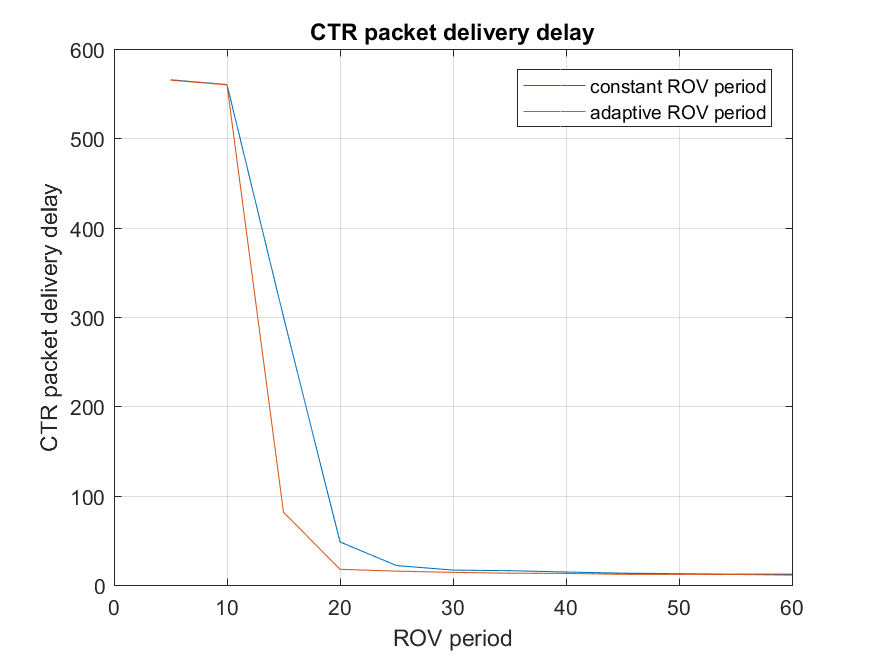 CTR packet delivery delay
constant ROV period
adaptive ROV period
CTR packet delivery delay
600
500
400
300
200
100
0
0 10 20 30 40 50 60
ROV period